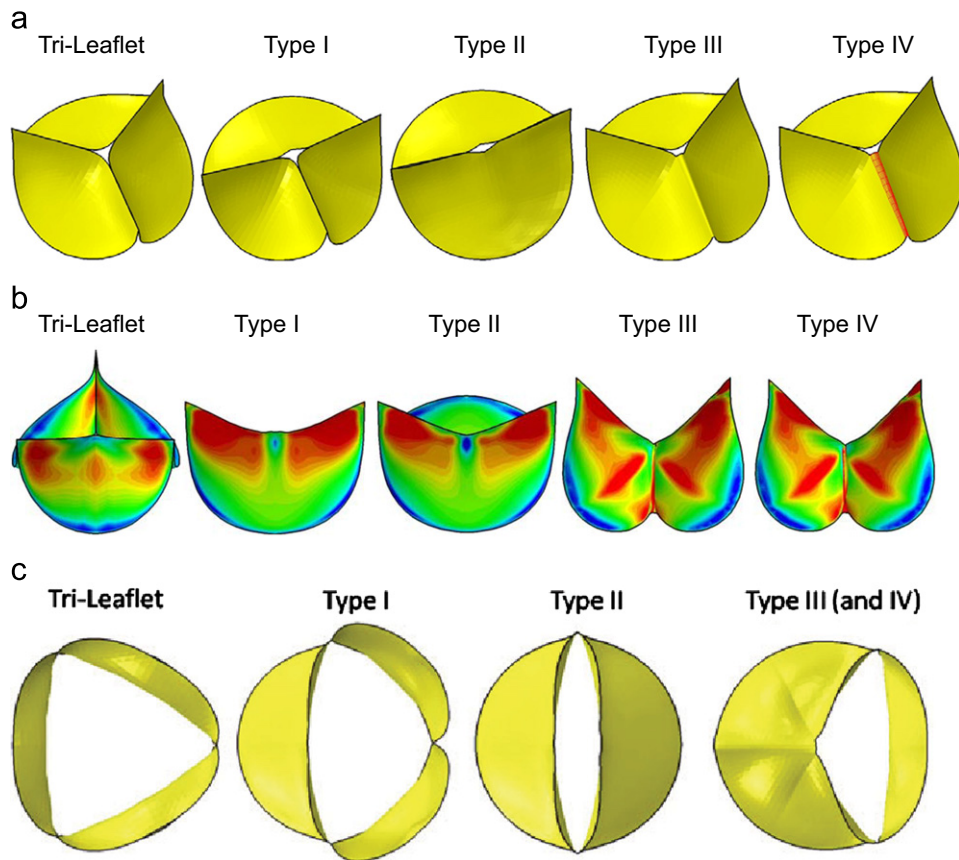 a
Tri-Leaflet Type I Type II Type III Type IV
b
Tri-Leaflet Type I Type II Type III Type IV
c
Tri-Leaflet Type I Type II Type III (and IV)